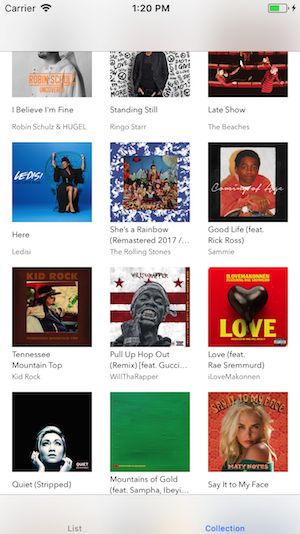 Carrier 1:20 PM
ROBIN SCHULZ
I Believe I'm Fine
Robin Schulz & HUGEL
Standing Still
Ringo Starr
Late Show
The Beaches
LEDISI
Here
Ledisi
She's a Rainbow
(Remastered 2017 /...
The Rolling Stones
Coming of Age
Good Life (feat.
Rick Ross)
Sammie
KID ROCK
Tennessee
Mountain Top
Kid Rock
WILLTHARAPPER
Pull Up Hop Out
(Remix) [feat. Gucci...
WillThaRapper
ILOVEMAKONNEN
LOVE
Love (feat.
Rae Sremmurd)
iLoveMakonnen
QUIET
Quiet (Stripped)
Mountains of Gold
(feat. Sampha, Ibeyi...
SAY IT TO MY FACE
MATY NOYES
Say It to My Face
List
Collection